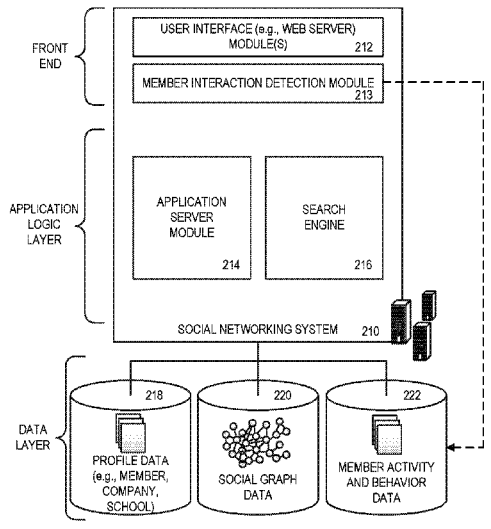 FRONT
END
USER INTERFACE (e.g., WEB SERVER)
MODULE(S)
212
MEMBER INTERACTION DETECTION MODULE
213
APPLICATION
LOGIC
LAYER
APPLICATION
SERVER
MODULE
214
SEARCH
ENGINE
216
SOCIAL NETWORKING SYSTEM 210
DATA
LAYER
218
PROFILE DATA
(e.g., MEMBER,
COMPANY,
SCHOOL)
220
SOCIAL GRAPH
DATA
222
MEMBER ACTIVITY
AND BEHAVIOR
DATA